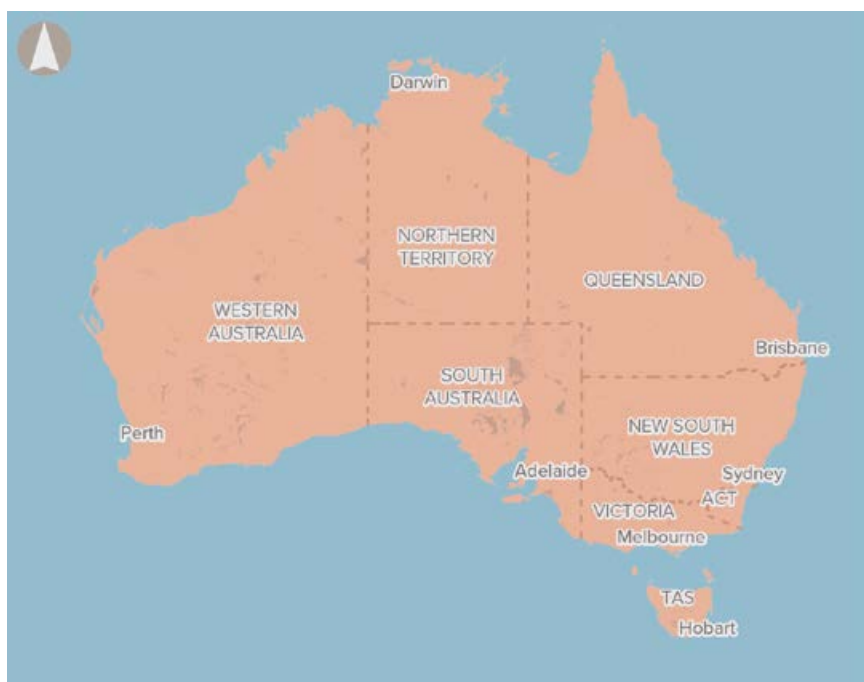 Darwin
NORTHERN
TERRITORY
QUEENSLAND
WESTERN
AUSTRALIA
Brisbane
SOUTH
AUSTRALIA
NEW SOUTH
WALES
Perth
Adelaide
Sydney
ACT
VICTORIA
Melbourne
TAS
Hobart